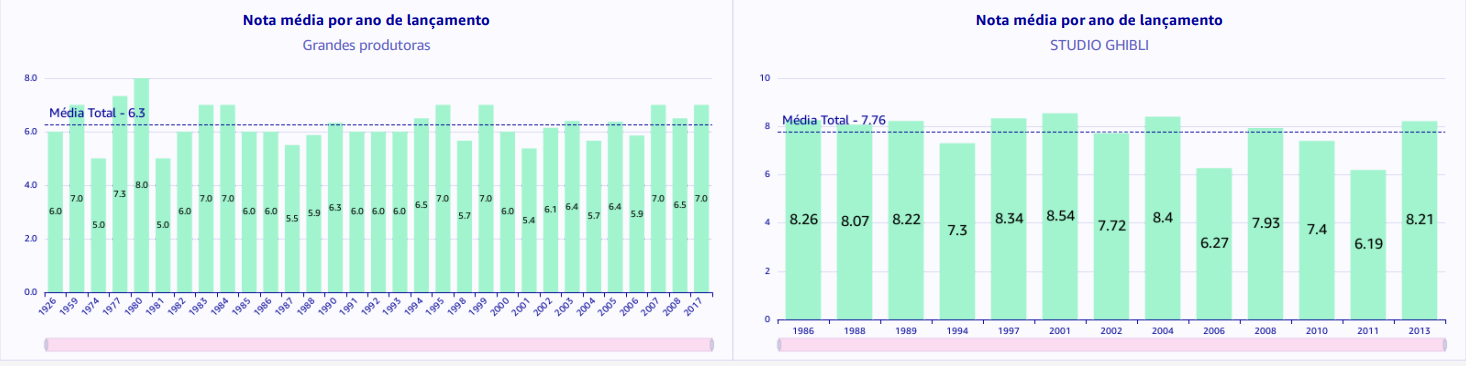 Nota média por ano de lançamento
Grandes produtoras
8.0
6.0
4.0
2.0
0.0
Média Total - 6.3
6.0 7.0 5.0 7.3 8.0 5.0 6.0 7.0 7.0 6.0 6.0 5.5 5.9 6.3 6.0 6.0 6.0 6.5 7.0 5.7 7.0 6.0 5.4 6.1 6.4 5.7 6.4 5.9 7.0 6.5 7.0
1926 1959 1974 1977 1980 1981 1982 1983 1984 1985 1986 1987 1988 1990 1991 1992 1993 1994 1995 1998 1999 2000 2001 2002 2003 2004 2005 2006 2007 2008 2017
Nota média por ano de lançamento
STUDIO GHIBLI
10
8
6
4
2
0
Média Total - 7.76
8.26 8.07 8.22 7.3 8.34 8.54 7.72 8.4 6.27 7.93 7.4 6.19 8.21
1986 1988 1989 1994 1997 2001 2002 2004 2006 2008 2010 2011 2013